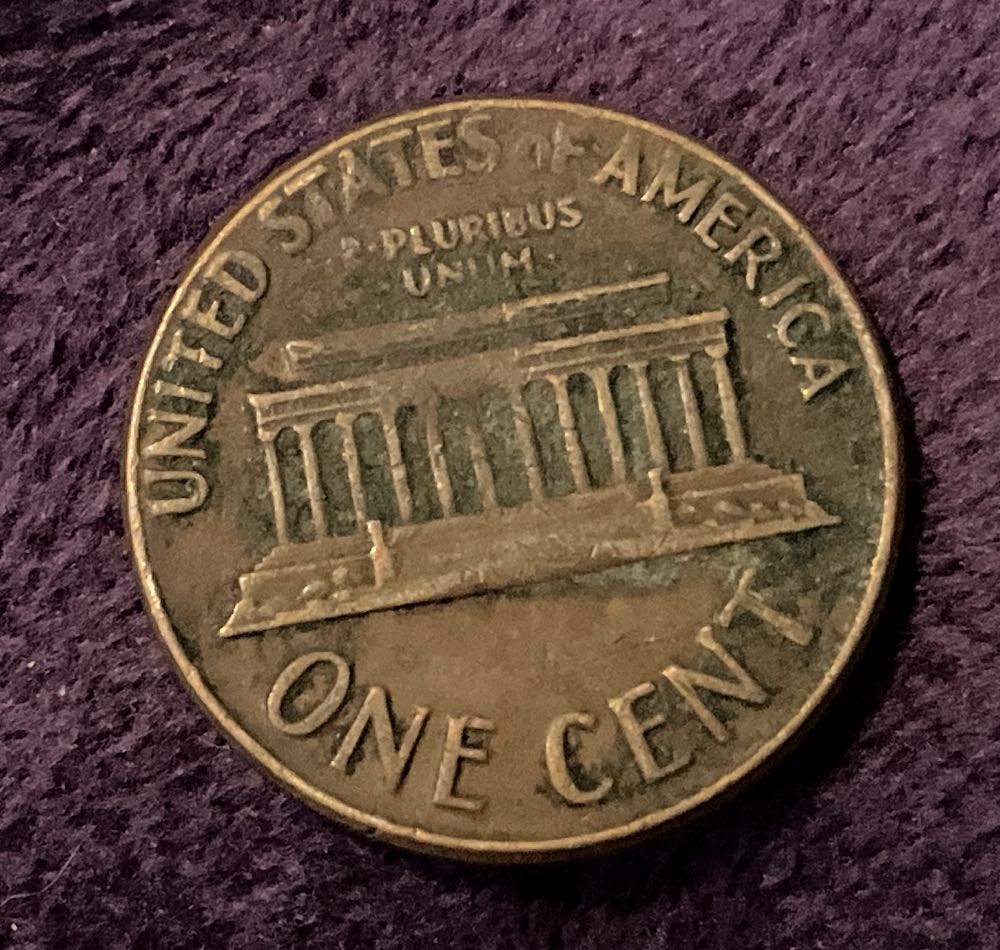 UNITED STATES OF AMERICA
E·PLURIBUS
UNUM
ONE CENT